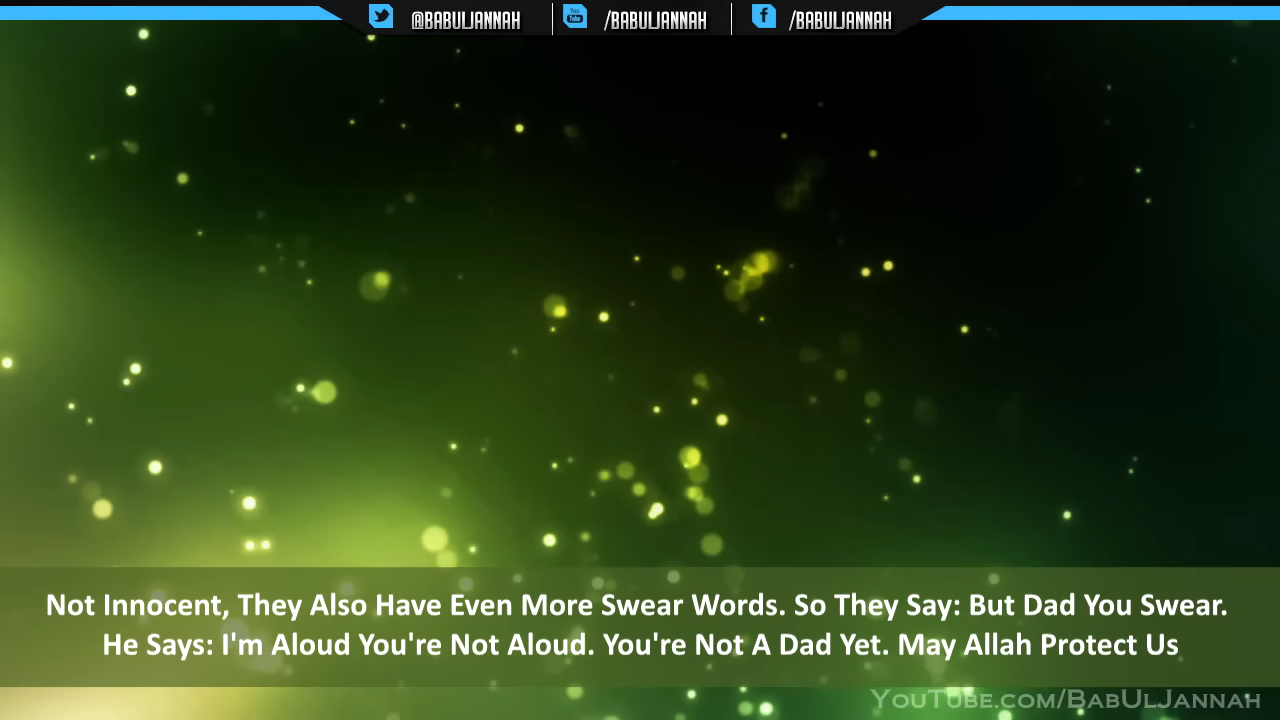 @BABULJANNAH
/BABULJANNAH
/BABULJANNAH
Not Innocent, They Also Have Even More Swear Words. So They Say: But Dad You Swear.
He Says: I'm Aloud You're Not Aloud. You're Not A Dad Yet. May Allah Protect Us
YouTube.com/BabUlJannah